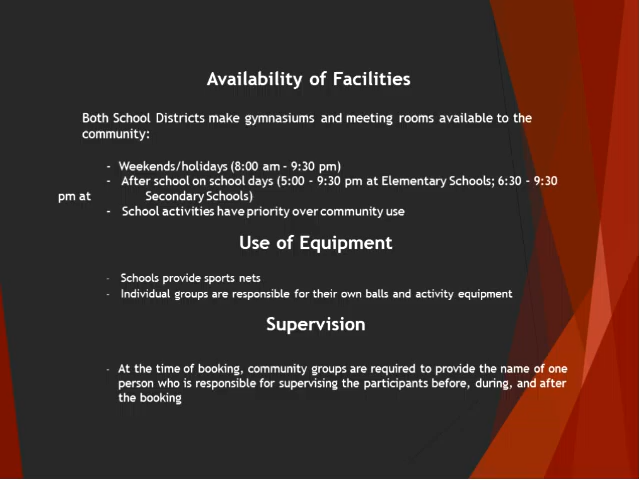 Availability of Facilities
Both School Districts make gymnasiums and meeting rooms available to the
community:
- Weekends/holidays (8:00 am – 9:30 pm)
- After school on school days (5:00 - 9:30 pm at Elementary Schools; 6:30 - 9:30
pm at Secondary Schools)
- School activities have priority over community use
Use of Equipment
- Schools provide sports nets
- Individual groups are responsible for their own balls and activity equipment
Supervision
- At the time of booking, community groups are required to provide the name of one
person who is responsible for supervising the participants before, during, and after
the booking